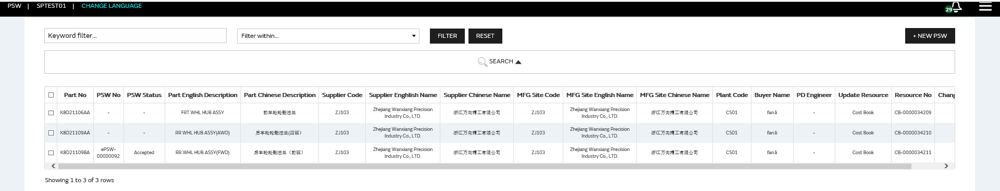 PSW | SPTEST01 | CHANGE LANGUAGE 29
Keyword filter... Filter within... FILTER RESET + NEW PSW
SEARCH
Part No PSW No PSW Status Part English Description Part Chinese Description Supplier Code Supplier Enghlish Name Supplier Chinese Name MFG Site Code MFG Site English Name MFG Site Chinese Name Plant Code Buyer Name PD Engineer Update Resource Resource No Chang
K8D21106AA - - FRT WHL HUB ASSY 前车轮轮毂法兰 ZJ103 Zhejiang Wanxiang Precision Industry Co., LTD. 浙江万向精工有限公司 ZJ103 Zhejiang Wanxiang Precision Industry Co., LTD. 浙江万向精工有限公司 CS01 fan.li - Cost Book CB-0000034209
K8D21109AA - - RR WHL HUB ASSY(AWD) 后车轮轮毂法兰(四驱） ZJ103 Zhejiang Wanxiang Precision Industry Co., LTD. 浙江万向精工有限公司 ZJ103 Zhejiang Wanxiang Precision Industry Co., LTD. 浙江万向精工有限公司 CS01 fan.li - Cost Book CB-0000034210
K8D21109BA ePSW-00000092 Accepted RR WHL HUB ASSY(FWD) 后车轮轮毂法兰（前驱） ZJ103 Zhejiang Wanxiang Precision Industry Co., LTD. 浙江万向精工有限公司 ZJ103 Zhejiang Wanxiang Precision Industry Co., LTD. 浙江万向精工有限公司 CS01 fan.li - Cost Book CB-0000034211
Showing 1 to 3 of 3 rows